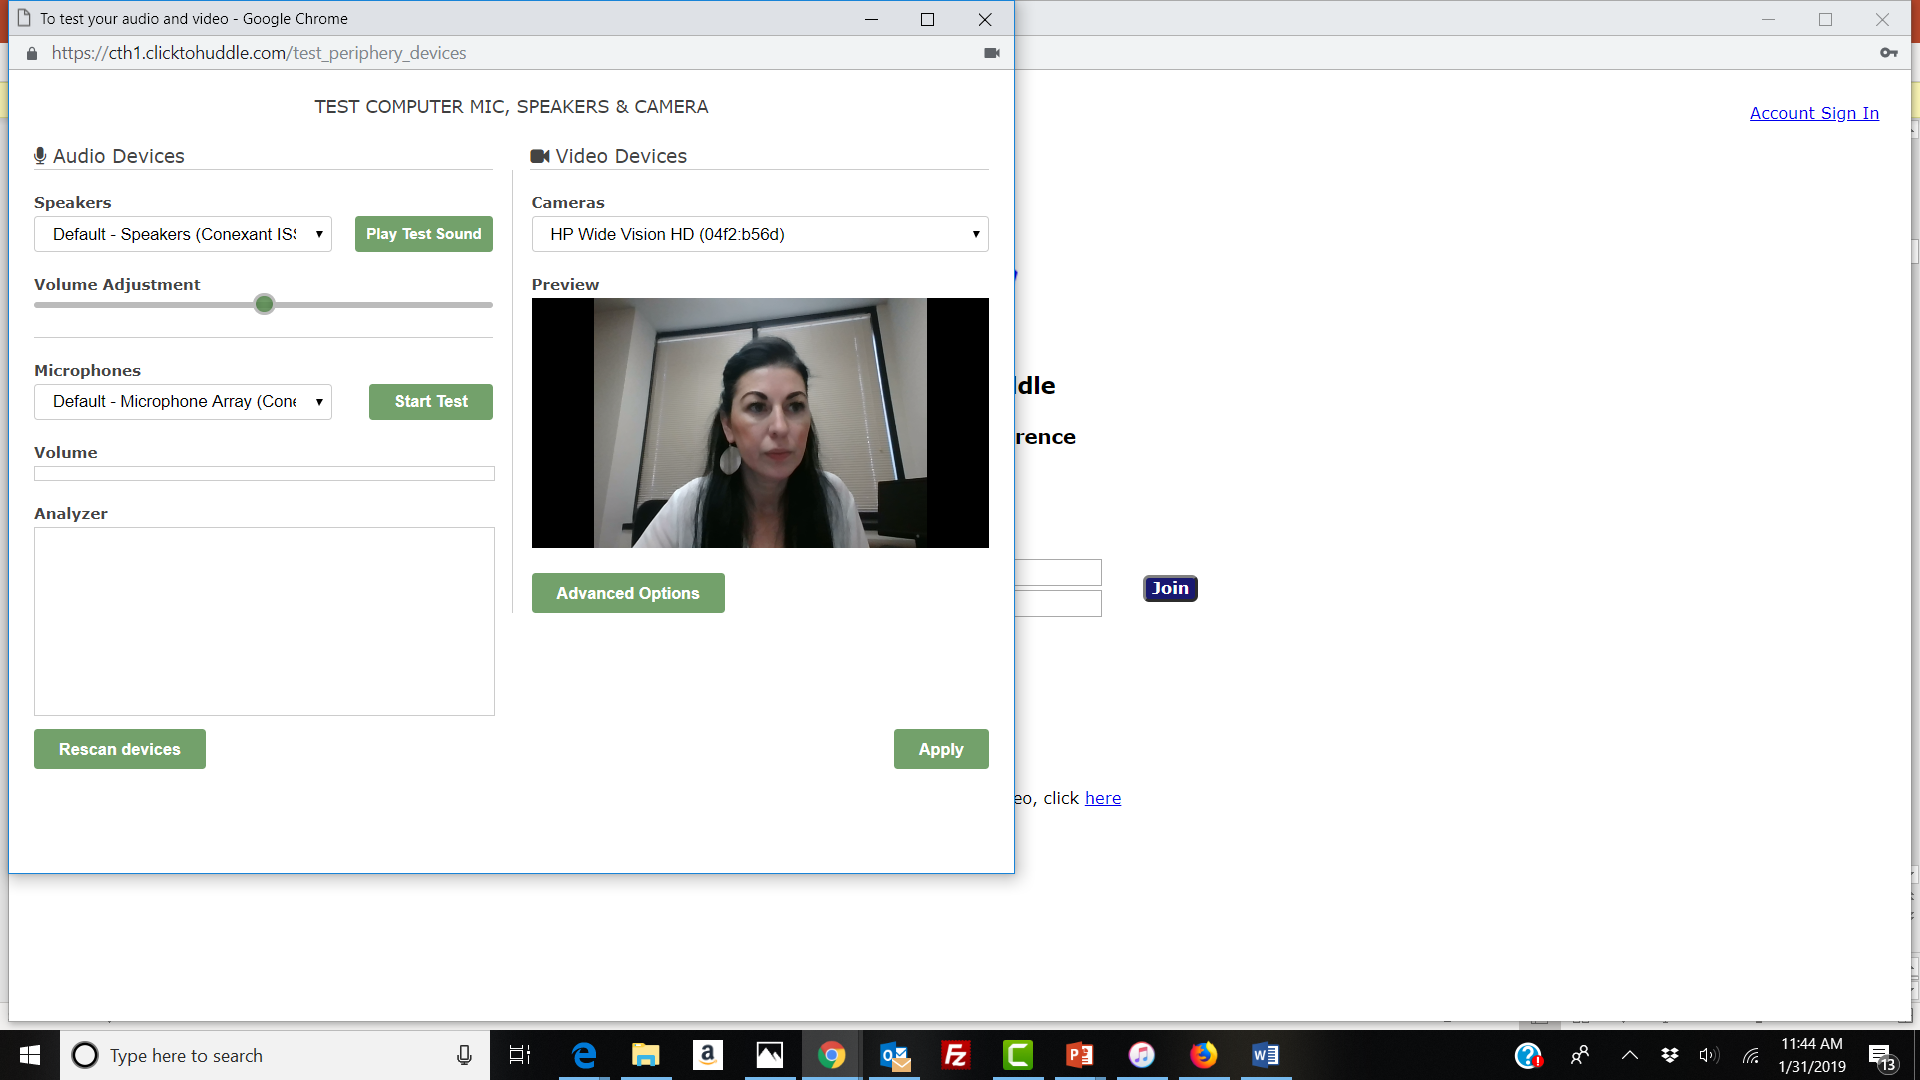 To test your audio and video - Google Chrome
https://cth1.clicktohuddle.com/test_periphery_devices
TEST COMPUTER MIC, SPEAKERS & CAMERA
Account Sign In
Audio Devices
Video Devices
Speakers
Cameras
Default - Speakers (Conexant IS
Play Test Sound
HP Wide Vision HD (04f2:b56d)
Volume Adjustment
Preview
Microphones
Default - Microphone Array (Con
Start Test
Volume
Analyzer
Advanced Options
Rescan devices
Apply
dle
rence
Join
eo, click here
Type here to search
11:44 AM
1/31/2019
13